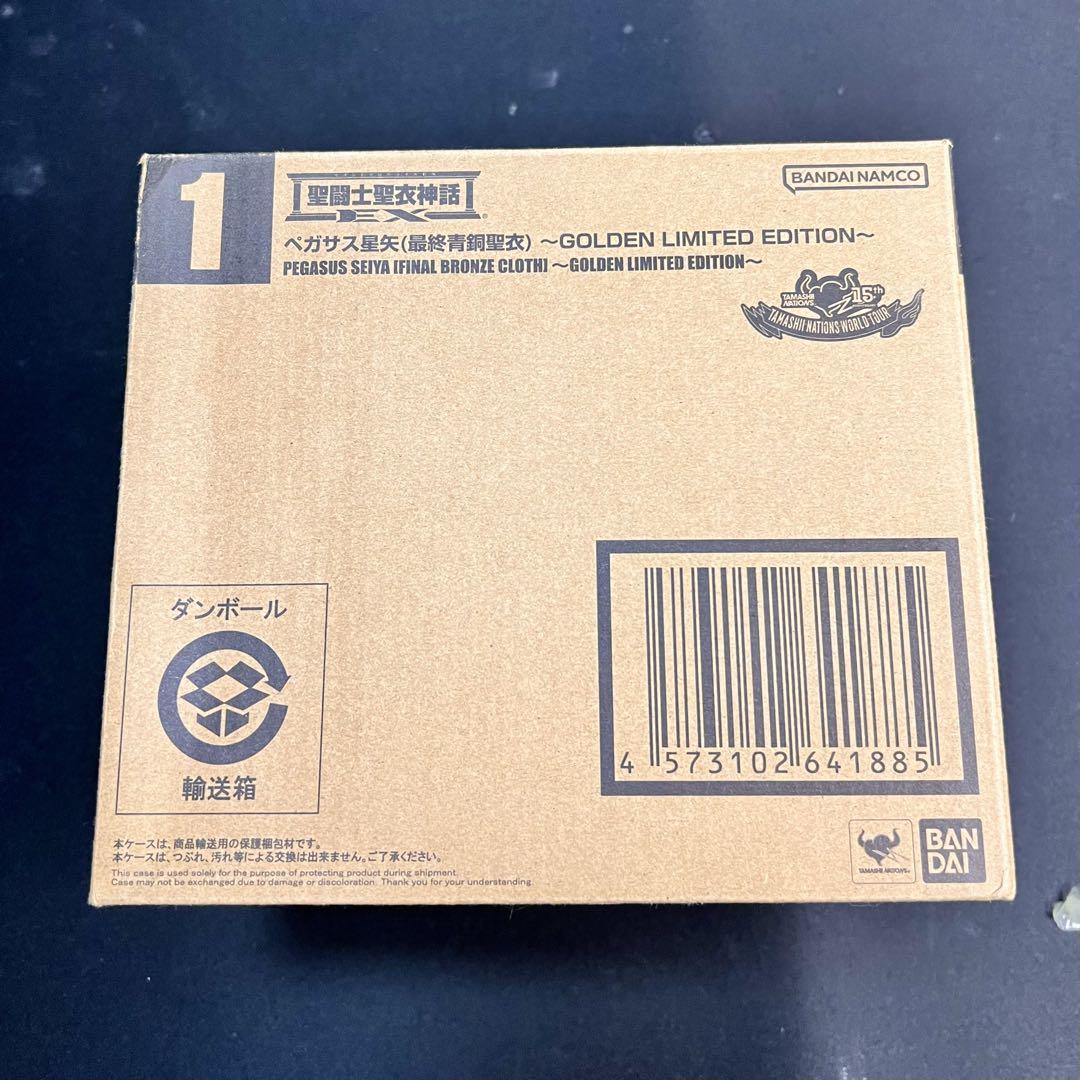 1
聖闘士聖衣神話
EX
BANDAI NAMCO
ペガサス星矢(最終青銅聖衣) ～GOLDEN LIMITED EDITION～
PEGASUS SEIYA [FINAL BRONZE CLOTH] ～GOLDEN LIMITED EDITION～
TAMASHII NATIONS 15th
TAMASHII NATIONS WORLD TOUR
ダンボール
輸送箱
4 573102 641885
本ケースは、商品輸送用の保護梱包材です。
本ケースは、つぶれ、汚れ等による交換は出来ません。ご了承ください。
This case is used solely for the purpose of protecting product during shipment.
Case may not be exchanged due to damage or discoloration. Thank you for your understanding.
TAMASHII NATIONS
BAN
DAI